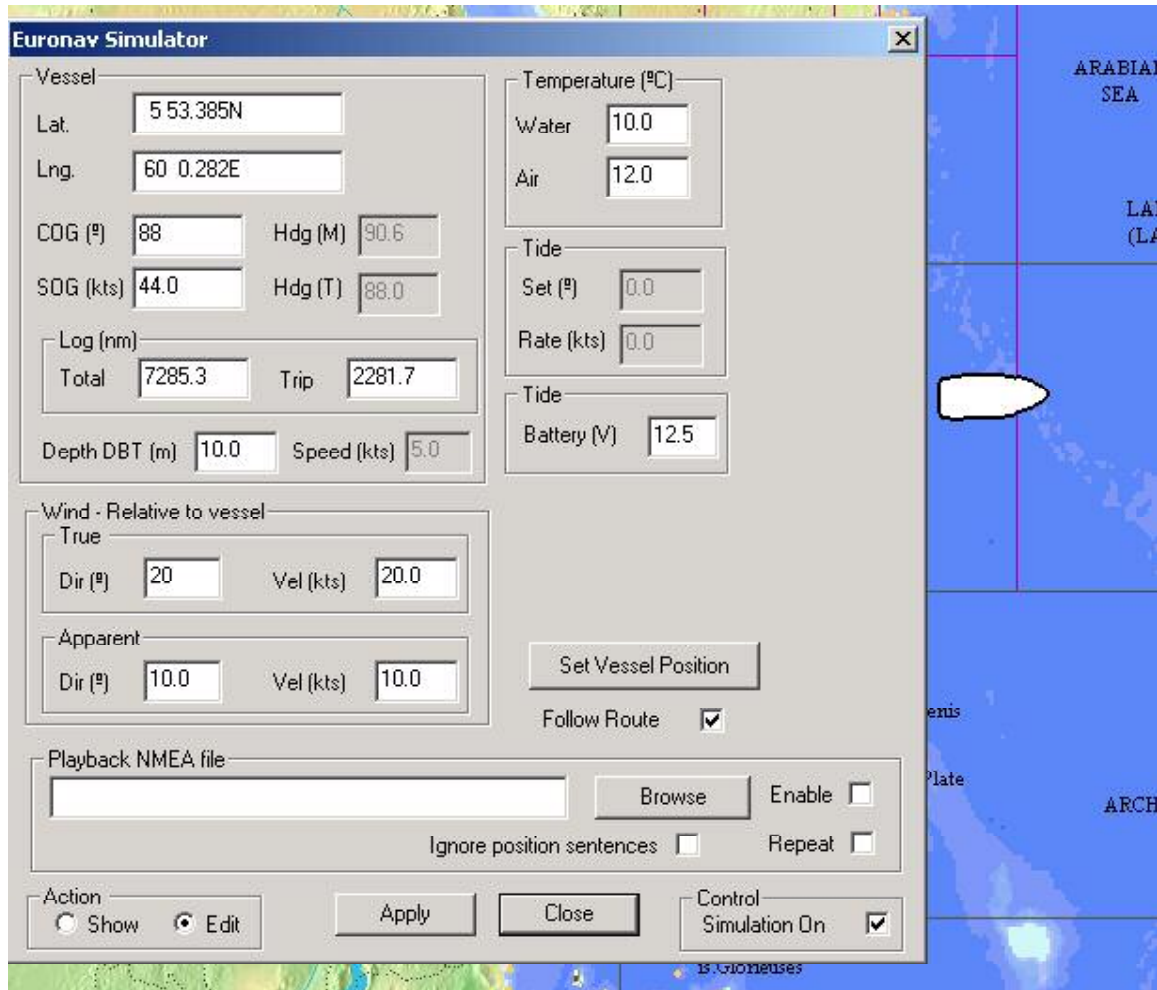 Euronav Simulator
Vessel
Lat. 5 53.385N
Lng. 60 0.282E
COG (º) 88 Hdg (M) 90.6
SOG (kts) 44.0 Hdg (T) 88.0
Log (nm)
Total 7285.3 Trip 2281.7
Depth DBT (m) 10.0 Speed (kts) 5.0
Temperature (ºC)
Water 10.0
Air 12.0
Tide
Set (º) 0.0
Rate (kts) 0.0
Tide
Battery (V) 12.5
Wind - Relative to vessel
True
Dir (º) 20 Vel (kts) 20.0
Apparent
Dir (º) 10.0 Vel (kts) 10.0
Set Vessel Position
Follow Route
Playback NMEA file
Browse Enable
Ignore position sentences Repeat
Action
Show Edit
Apply Close
Control
Simulation On
ARABIAN
SEA
LA
(LA
enis
Plate
ARCH
is.Glorieuses